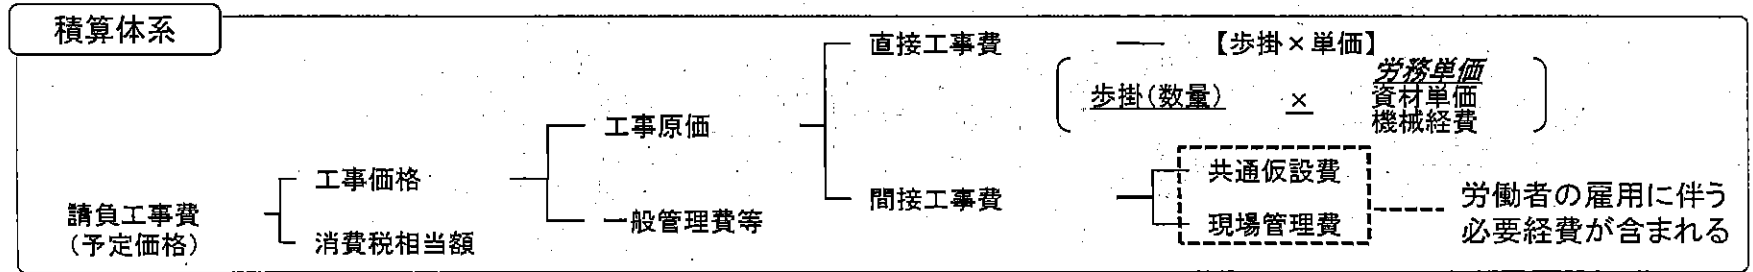 積算体系
直接工事費
【歩掛×単価】
歩掛(数量)
×
労務単価
資材単価
機械経費
工事原価
工事価格
間接工事費
共通仮設費
現場管理費
労働者の雇用に伴う
必要経費が含まれる
請負工事費
(予定価格)
消費税相当額
一般管理費等